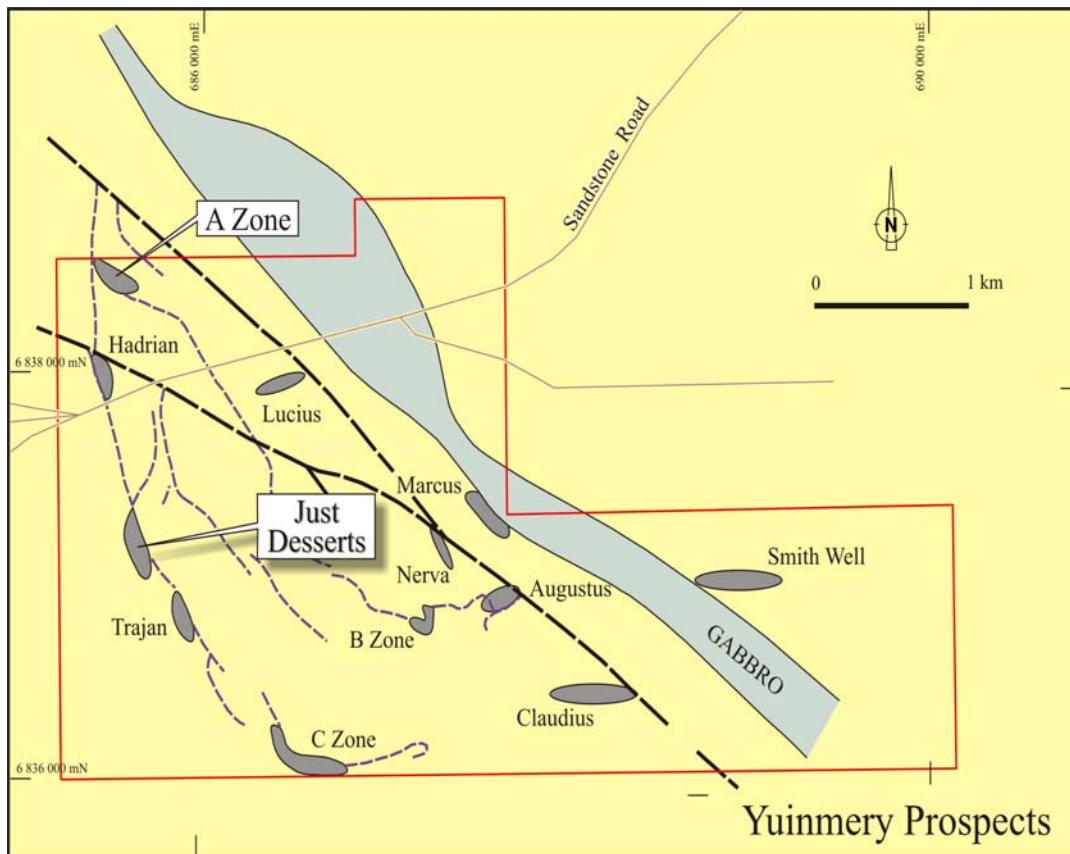 686 000 mE
690 000 mE
Sandstone Road
A Zone
N
0 1 km
Hadrian
6 838 000 mN
Lucius
Marcus
Just
Desserts
Smith Well
Nerva
Augustus
Trajan
B Zone
GABBRO
Claudius
C Zone
6 836 000 mN
Yuinmery Prospects